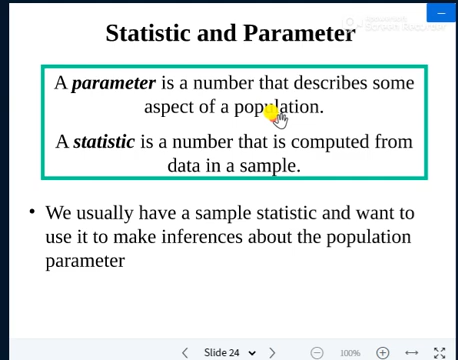 Statistic and Parameter
A parameter is a number that describes some
aspect of a population.
A statistic is a number that is computed from
data in a sample.
• We usually have a sample statistic and want to
use it to make inferences about the population
parameter
Slide 24
100%